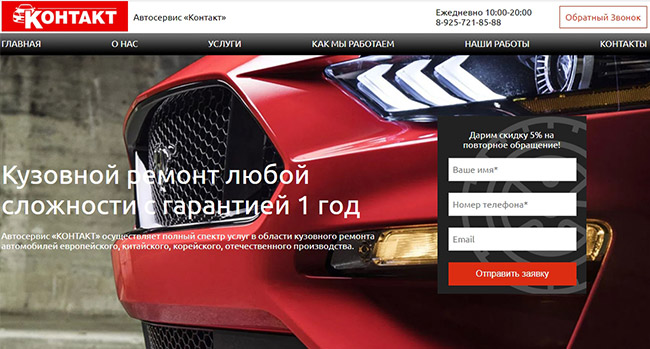 КОНТАКТ
Автосервис «Контакт»
Ежедневно 10:00-20:00
8-925-721-85-88
Обратный Звонок
ГЛАВНАЯ О НАС УСЛУГИ КАК МЫ РАБОТАЕМ НАШИ РАБОТЫ КОНТАКТЫ
Кузовной ремонт любой
сложности с гарантией 1 год
Автосервис «КОНТАКТ» осуществляет полный спектр услуг в области кузовного ремонта
автомобилей европейского, китайского, корейского, отечественного производства.
Дарим скидку 5% на
повторное обращение!
Ваше имя*
Номер телефона*
Email
Отправить заявку